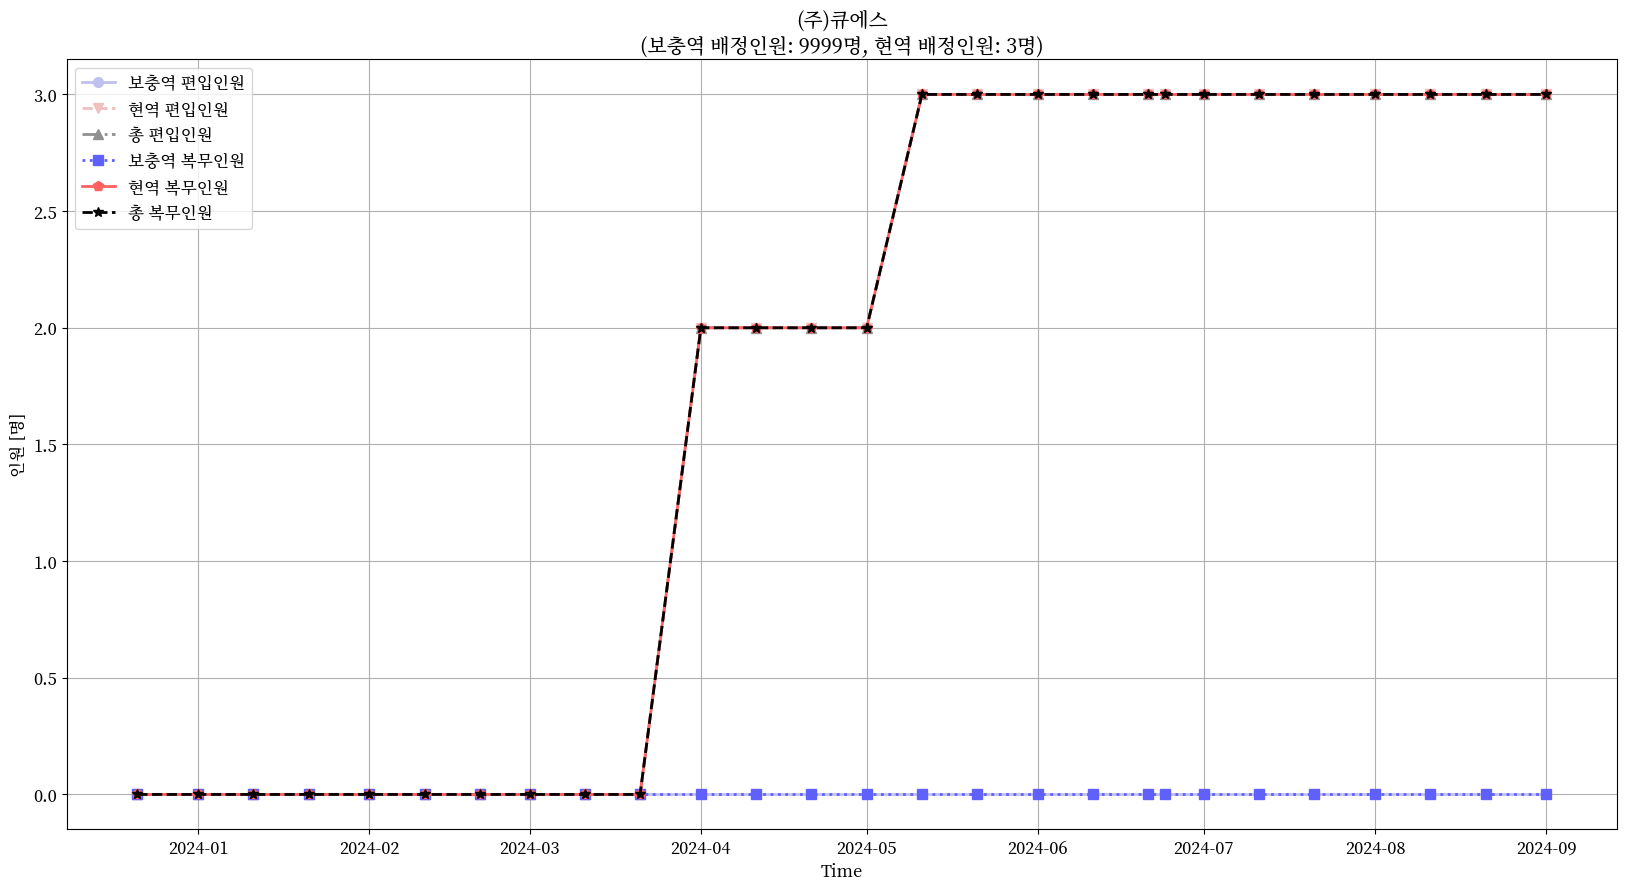 (주)큐에스
(보충역 배정인원: 9999명, 현역 배정인원: 3명)
보충역 편입인원
현역 편입인원
총 편입인원
보충역 복무인원
현역 복무인원
총 복무인원
인원 [명]
3.0
2.5
2.0
1.5
1.0
0.5
0.0
2024-01
2024-02
2024-03
2024-04
2024-05
2024-06
2024-07
2024-08
2024-09
Time